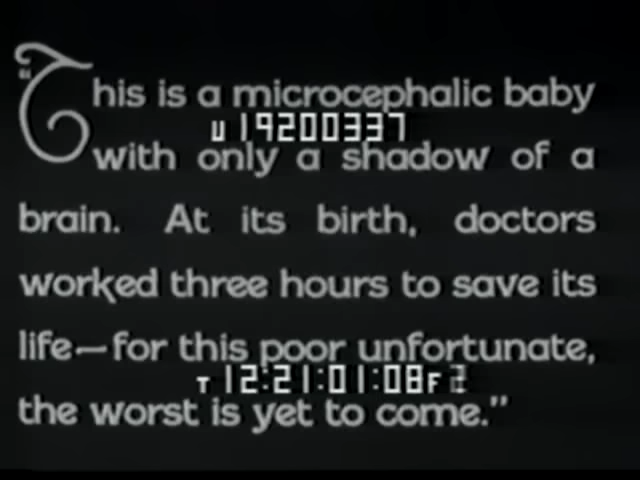 "This is a microcephalic baby
U 19200337
with only a shadow of a
brain. At its birth, doctors
worked three hours to save its
life—for this poor unfortunate,
T 12:21:01:08F2
the worst is yet to come."